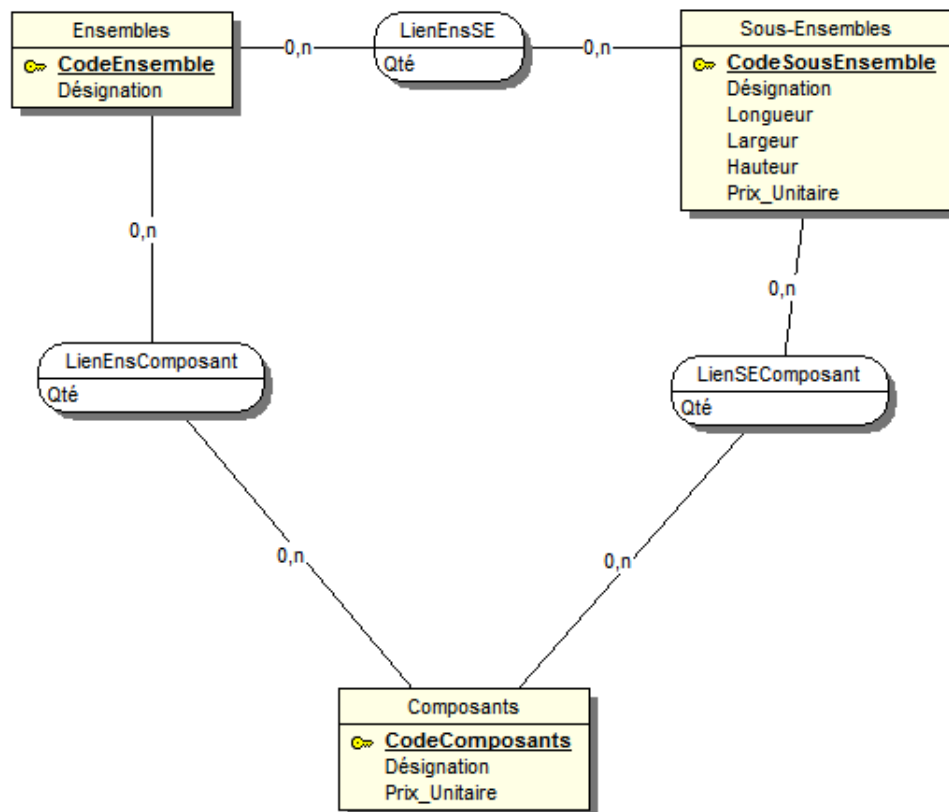 Ensembles
CodeEnsemble
Désignation
0,n
LienEnsSE
Qté
0,n
Sous-Ensembles
CodeSousEnsemble
Désignation
Longueur
Largeur
Hauteur
Prix_Unitaire
0,n
0,n
LienEnsComposant
Qté
LienSEComposant
Qté
0,n
0,n
Composants
CodeComposants
Désignation
Prix_Unitaire